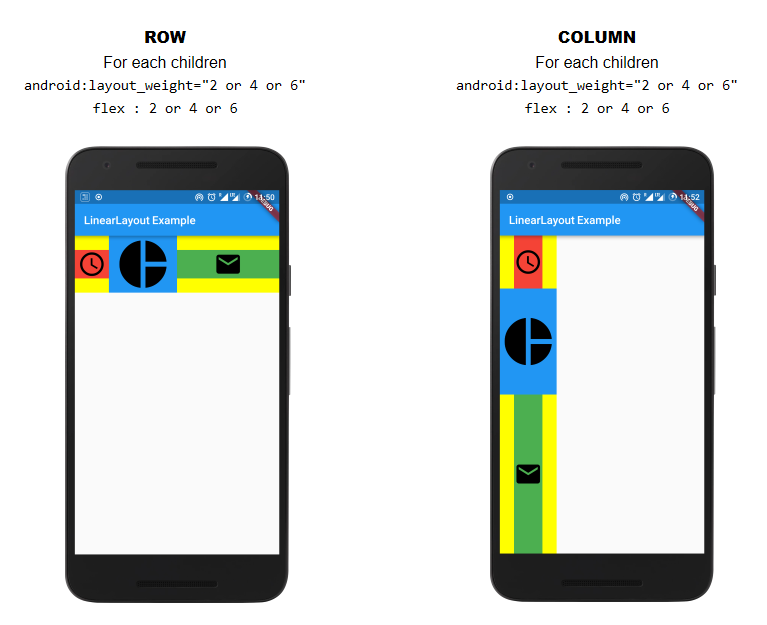 ROW
For each children
android:layout_weight="2 or 4 or 6"
flex : 2 or 4 or 6
COLUMN
For each children
android:layout_weight="2 or 4 or 6"
flex : 2 or 4 or 6
11:50
LinearLayout Example
11:52
LinearLayout Example